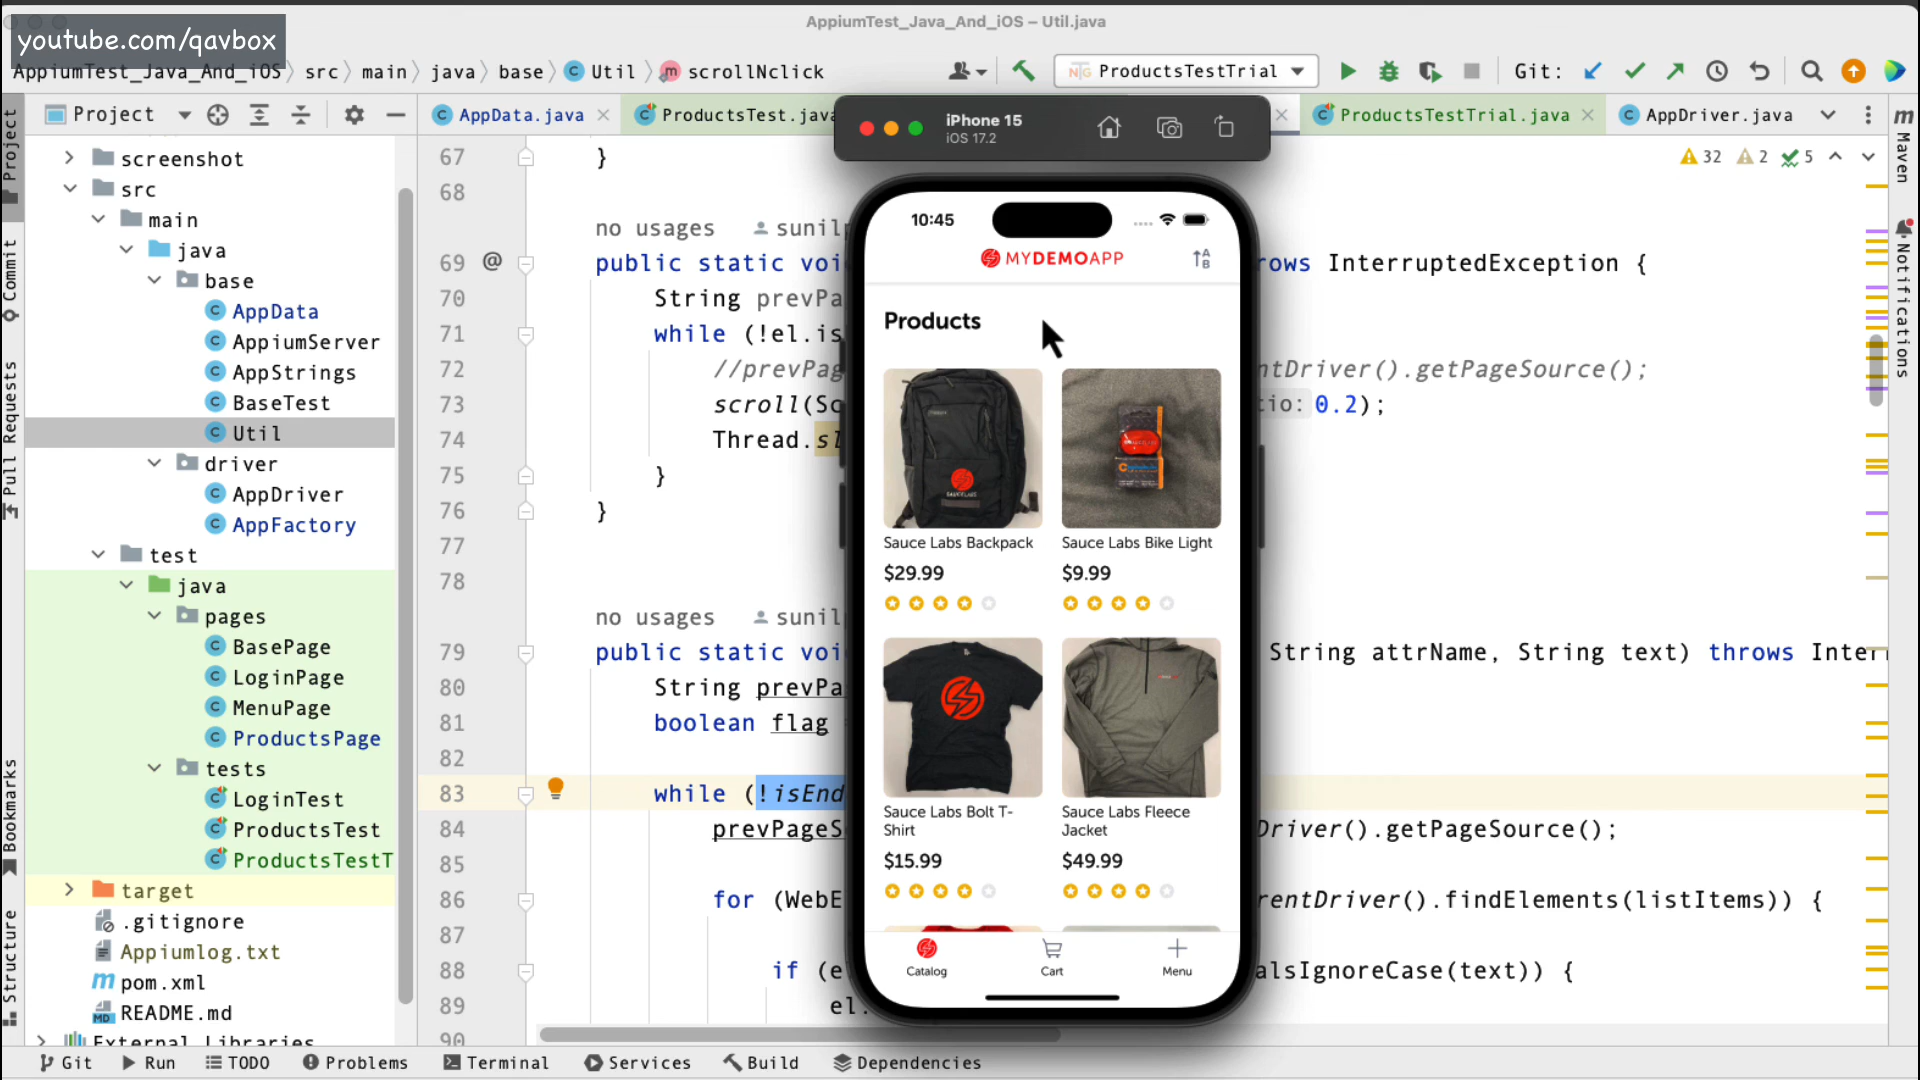 AppiumTest_Java_And_iOS – Util.java
youtube.com/qavbox
AppiumTest_Java_And_iOS
src
main
java
base
Util
scrollNclick
ProductsTestTrial
Git:
Project
AppData.java
ProductsTest.java
ProductsTestTrial.java
AppDriver.java
32
2
5
Project
Commit
Pull Requests
Bookmarks
Structure
Maven
Notifications
screenshot
src
main
java
base
AppData
AppiumServer
AppStrings
BaseTest
Util
driver
AppDriver
AppFactory
test
java
pages
BasePage
LoginPage
MenuPage
ProductsPage
tests
LoginTest
ProductsTest
ProductsTestT
target
.gitignore
Appiumlog.txt
pom.xml
README.md
External Libraries
67 }
68
no usages sunilp
69 @ public static voi rows InterruptedException {
70 String prevPa
71 while (!el.is
72 //prevPag ntDriver().getPageSource();
73 scroll(Sc tio: 0.2);
74 Thread.sl
75 }
76 }
77
78
no usages sunilp
79 public static voi String attrName, String text) throws Interr
80 String prevPa
81 boolean flag
82
83 while (!isEnd
84 prevPageS Driver().getPageSource();
85
86 for (WebE rentDriver().findElements(listItems)) {
87
88 if (e alsIgnoreCase(text)) {
89 el.
90
iPhone 15
iOS 17.2
10:45
MYDEMOAPP
A
B
Products
Sauce Labs Backpack
$29.99
Sauce Labs Bike Light
$9.99
Sauce Labs Bolt T-
Shirt
$15.99
Sauce Labs Fleece
Jacket
$49.99
Catalog
Cart
Menu
Git
Run
TODO
Problems
Terminal
Services
Build
Dependencies